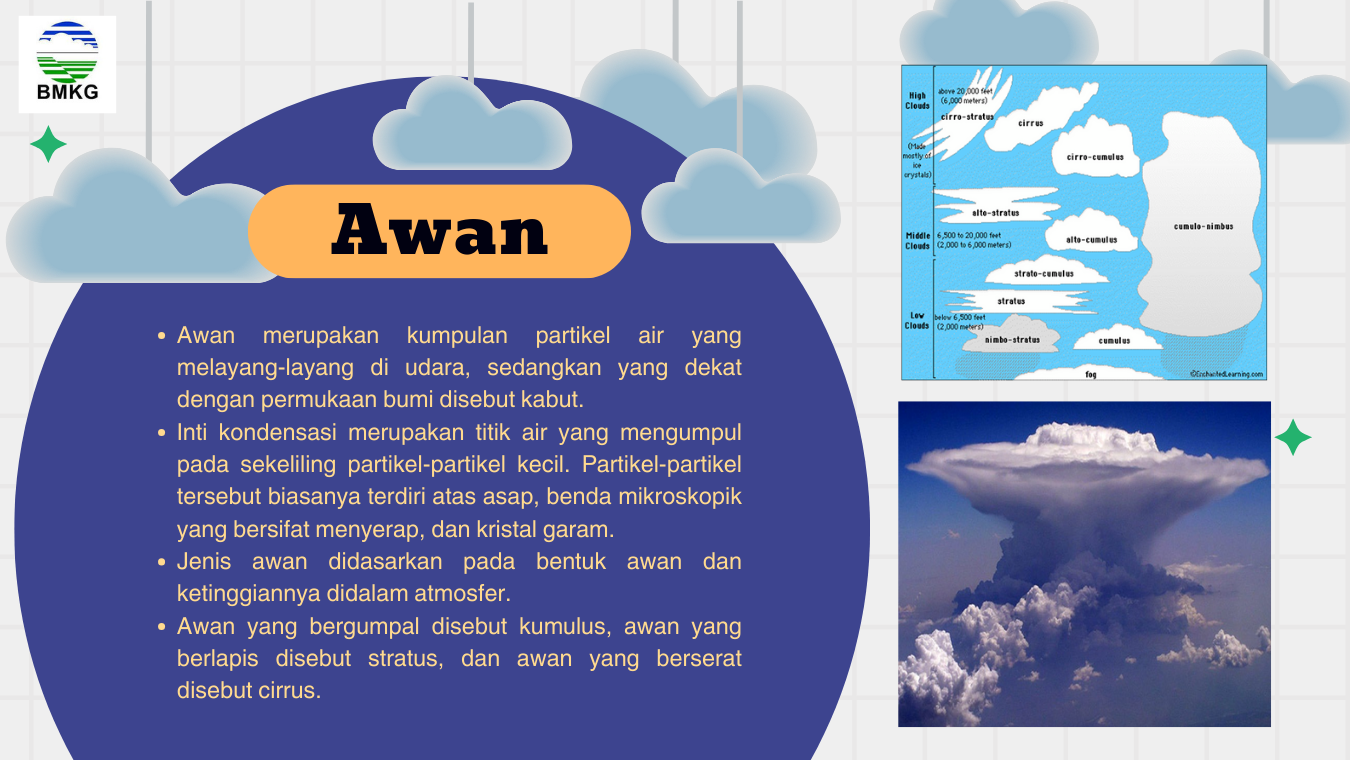 BMKG
Awan
Awan merupakan kumpulan partikel air yang
melayang-layang di udara, sedangkan yang dekat
dengan permukaan bumi disebut kabut.
Inti kondensasi merupakan titik air yang mengumpul
pada sekeliling partikel-partikel kecil. Partikel-partikel
tersebut biasanya terdiri atas asap, benda mikroskopik
yang bersifat menyerap, dan kristal garam.
Jenis awan didasarkan pada bentuk awan dan
ketinggiannya didalam atmosfer.
Awan yang bergumpal disebut kumulus, awan yang
berlapis disebut stratus, dan awan yang berserat
disebut cirrus.
High
Clouds
above 20,000 feet
(6,000 meters)
(Made
mostly of
ice
crystals)
cirro-stratus
cirrus
cirro-cumulus
alto-stratus
Middle
Clouds
6,500 to 20,000 feet
(2,000 to 6,000 meters)
alto-cumulus
cumulo-nimbus
strato-cumulus
stratus
Low
Clouds
below 6,500 feet
(2,000 meters)
nimbo-stratus
cumulus
fog
©EnchantedLearning.com